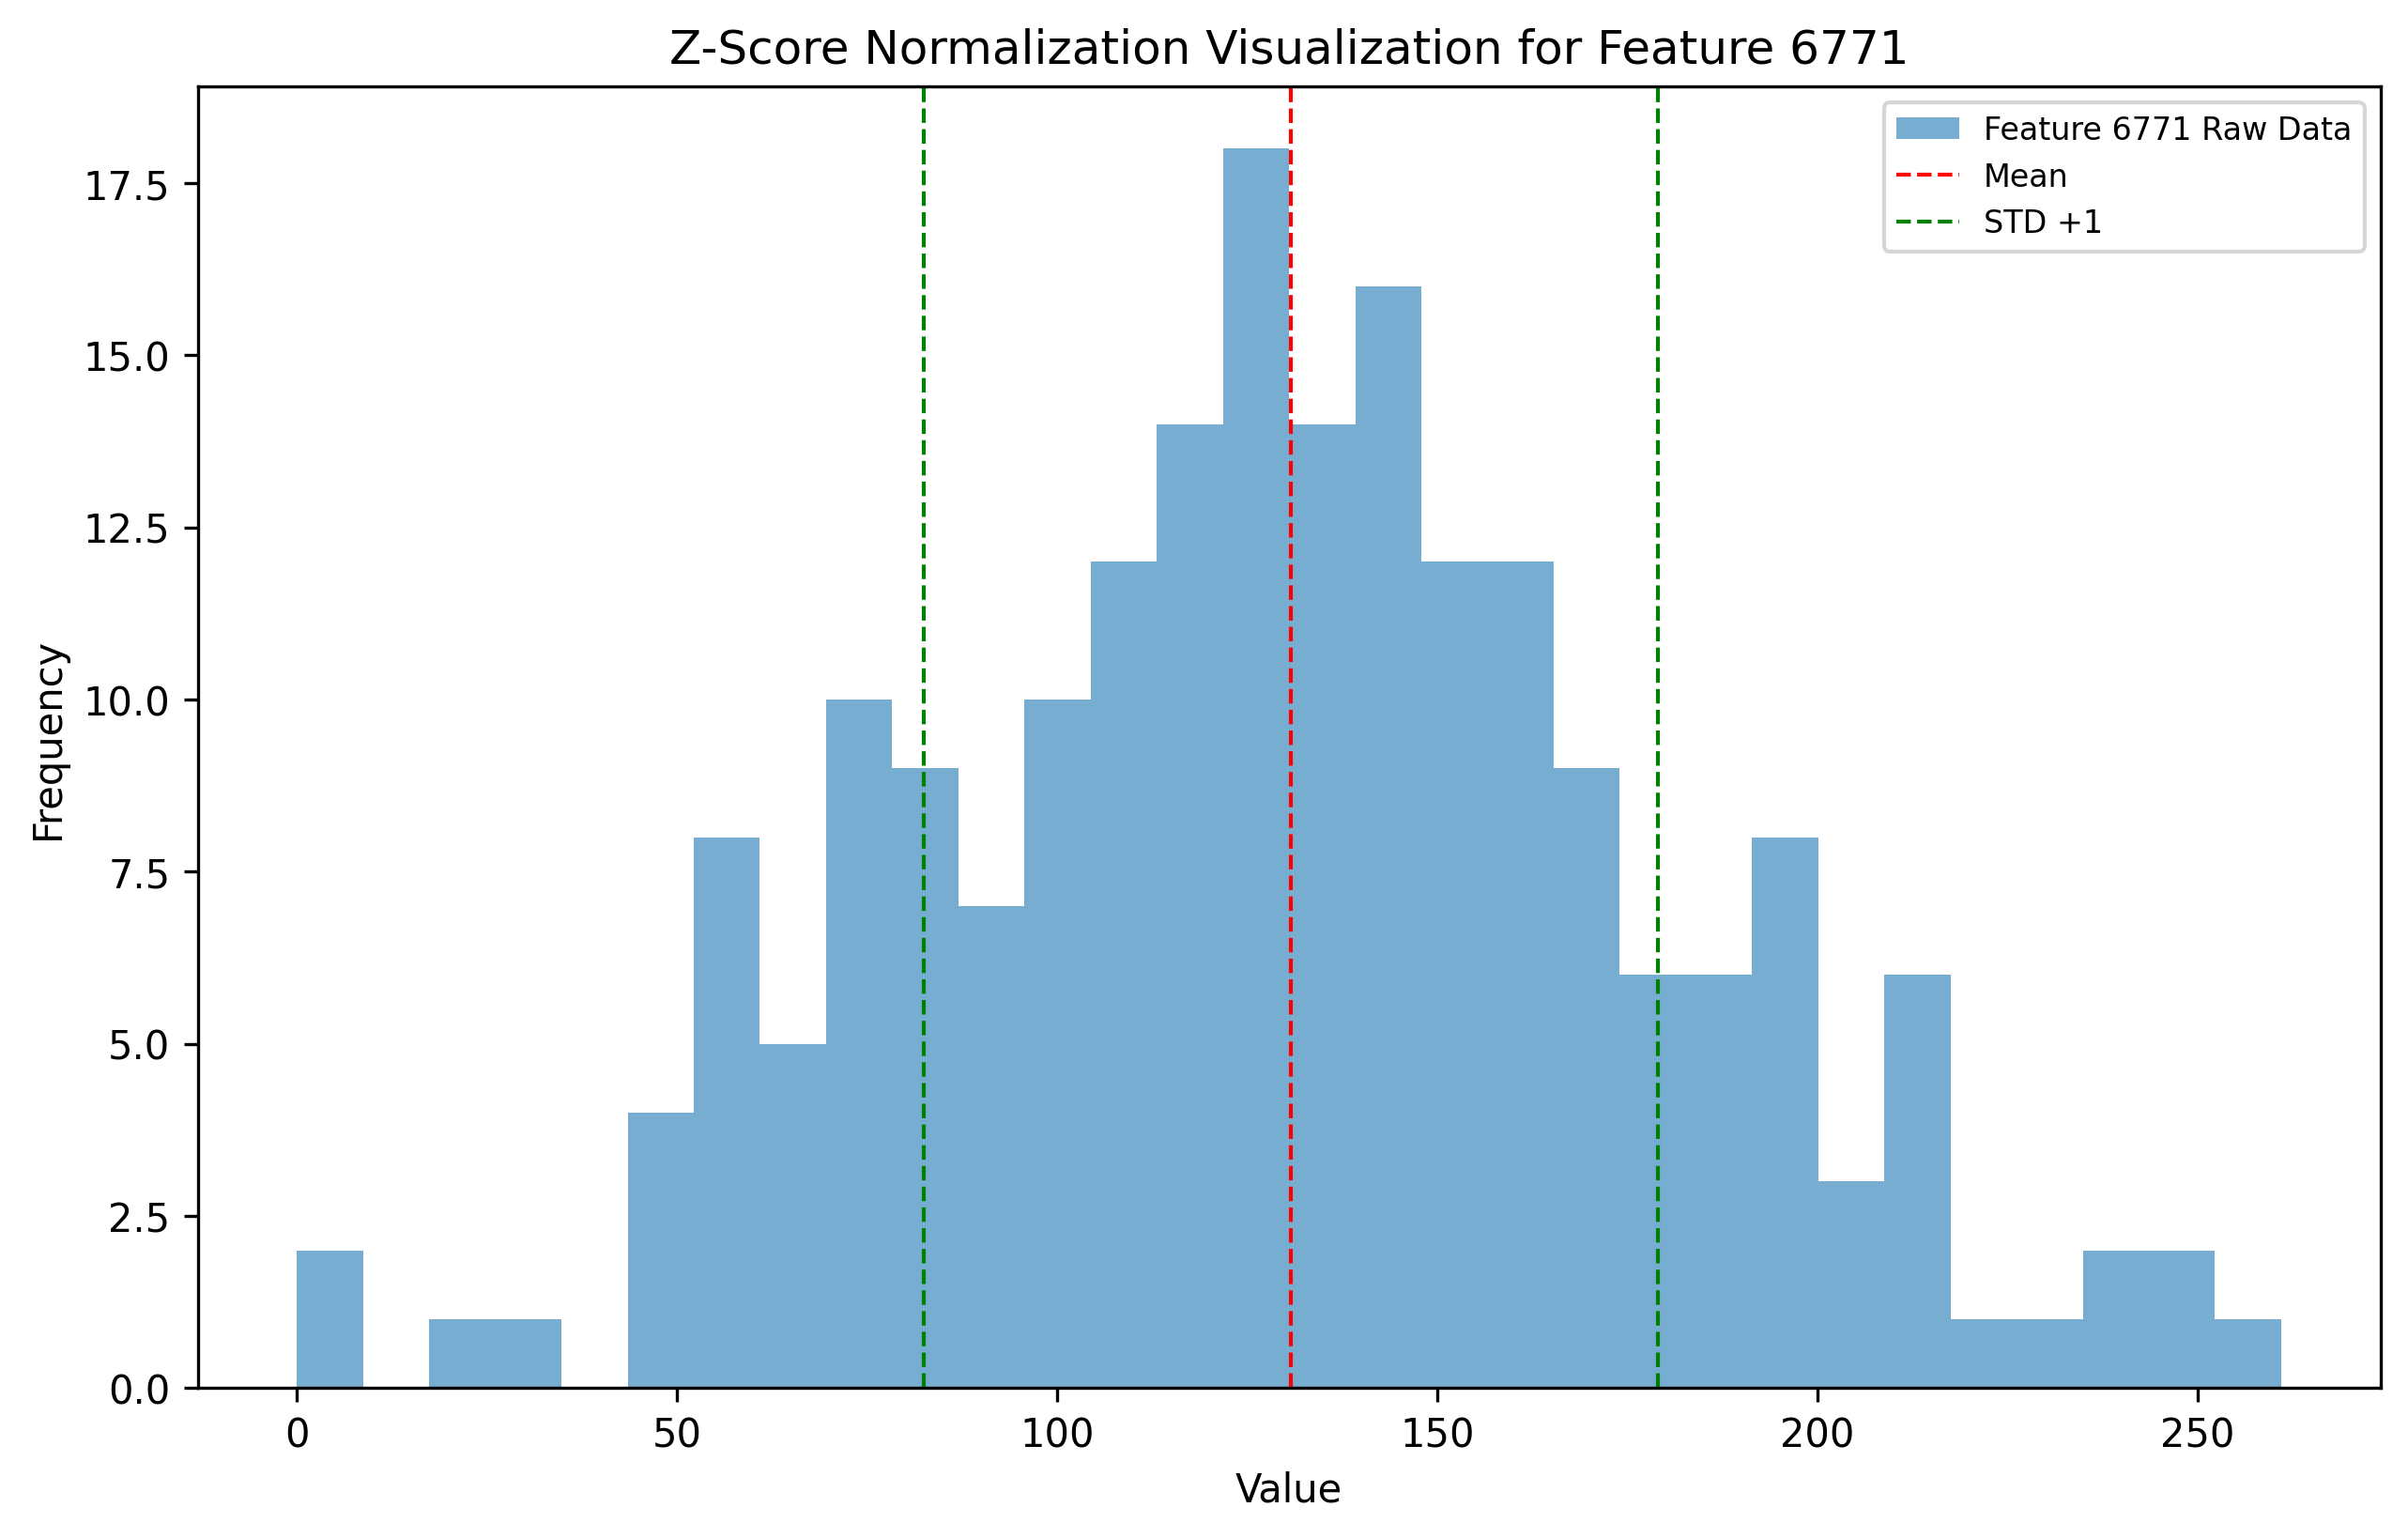 Z-Score Normalization Visualization for Feature 6771
Feature 6771 Raw Data
Mean
STD +1
17.5
15.0
12.5
10.0
7.5
5.0
2.5
0.0
Frequency
0 50 100 150 200 250
Value